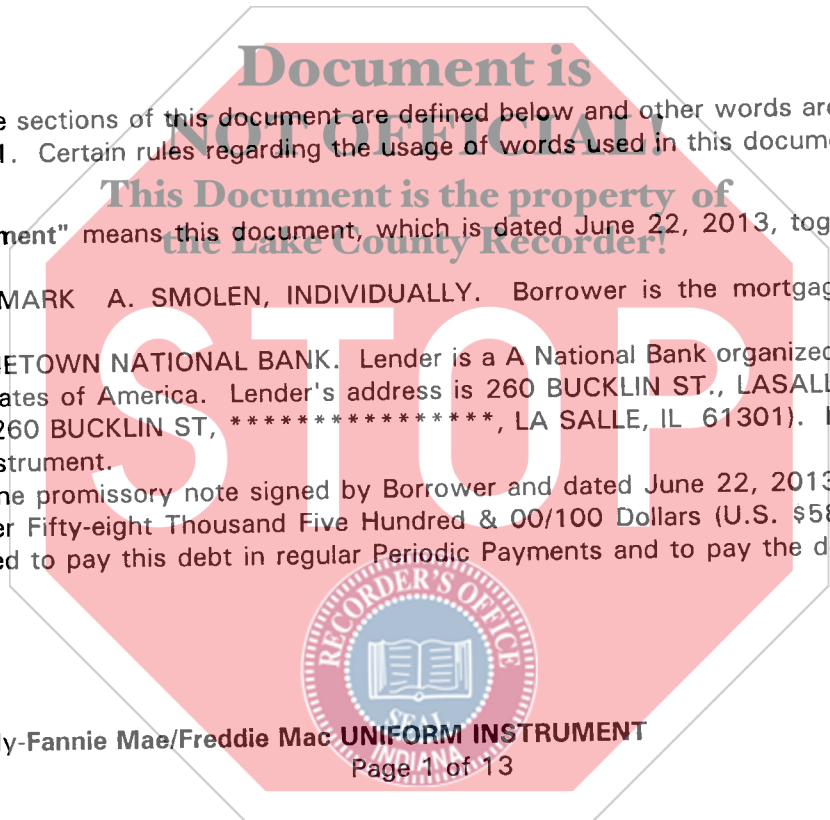 Document is
e sections of this document are defined below and other words are
NOT OFFICIAL!
1. Certain rules regarding the usage of words used in this docum
This Document is the property of
ment" means this document, which is dated June 22, 2013, tog
the Lake County Recorder!
MARK A. SMOLEN, INDIVIDUALLY. Borrower is the mortgag
ETOWN NATIONAL BANK. Lender is a A National Bank organized
ates of America. Lender's address is 260 BUCKLIN ST., LASALL
260 BUCKLIN ST, ****************, LA SALLE, IL 61301).
strument.
STOP
ne promissory note signed by Borrower and dated June 22, 2013
er Fifty-eight Thousand Five Hundred & 00/100 Dollars (U.S. $58
ed to pay this debt in regular Periodic Payments and to pay the d
RECORDER'S OFFICE
SEAL
INDIANA
ly-Fannie Mae/Freddie Mac UNIFORM INSTRUMENT
Page 1 of 13